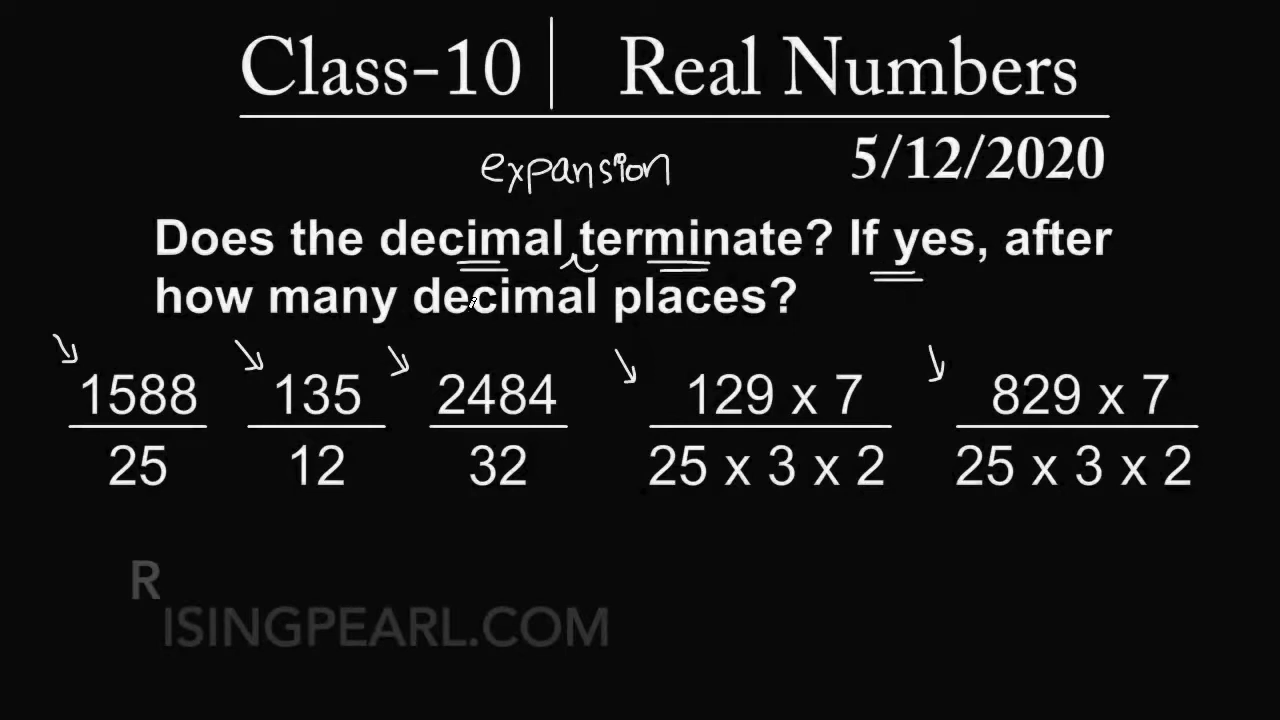 Class-10 | Real Numbers
5/12/2020
expansion
Does the decimal terminate? If yes, after
how many decimal places?
1588 135 2484 129 x 7 829 x 7
25 12 32 25 x 3 x 2 25 x 3 x 2
R
ISINGPEARL.COM